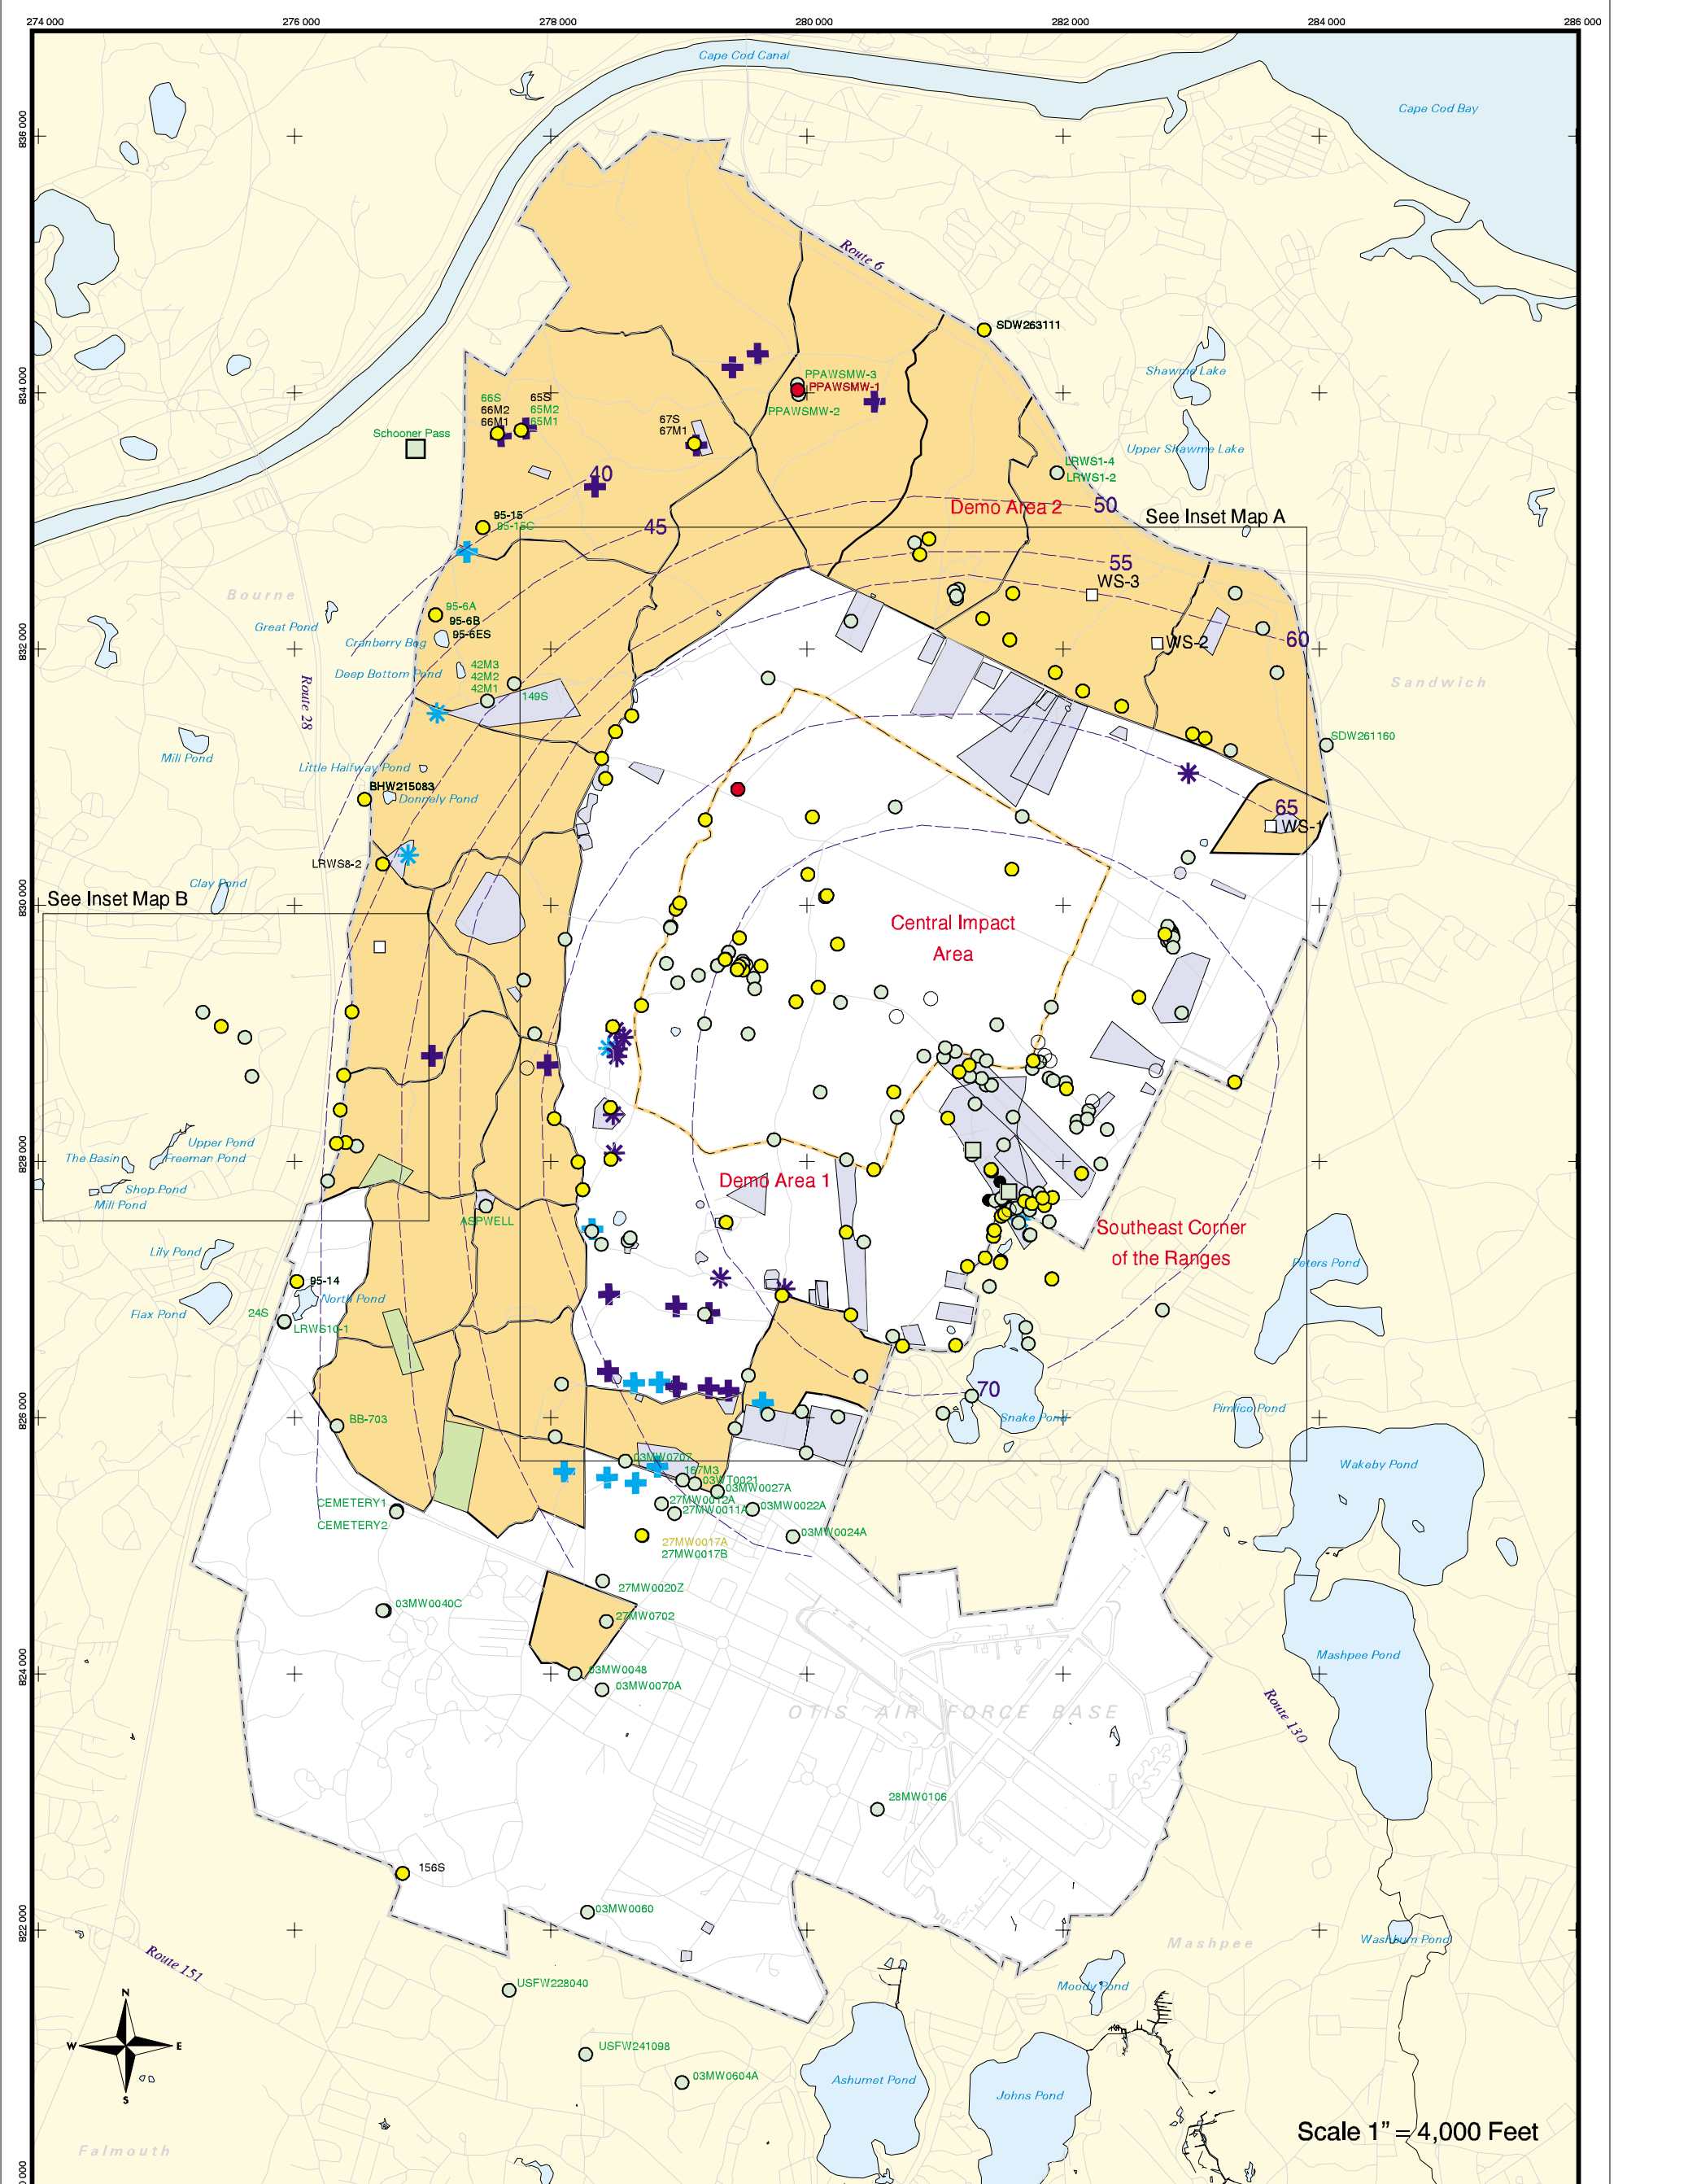 274 000
276 000
278 000
280 000
282 000
284 000
286 000
Cape Cod Canal
Cape Cod Bay
836 000
Route 6
SDW263111
834 000
PPAWSMW-3
PPAWSMW-1
PPAWSMW-2
Shawme Lake
66S
66M2
66M1
65S
65M2
65M1
67S
67M1
Schooner Pass
Upper Shawme Lake
LRWS1-4
LRWS1-2
40
45
50
Demo Area 2
See Inset Map A
95-15
95-15C
55
WS-3
Bourne
95-6A
95-6B
95-6ES
Great Pond
Cranberry Bog
832 000
WS-2
60
Deep Bottom Pond
42M3
42M2
42M1
149S
Sandwich
Route 28
SDW261160
Mill Pond
Little Halfway Pond
BHW215083
Donnaly Pond
65
WS-1
LRWS8-2
Clay Pond
See Inset Map B
830 000
Central Impact
Area
828 000
The Basin
Upper Pond
Freeman Pond
Shop Pond
Mill Pond
Demo Area 1
ASPWELL
Southeast Corner
of the Ranges
Lily Pond
Peters Pond
95-14
North Pond
Flax Pond
24S
LRWS10-1
826 000
70
Snake Pond
Pimlico Pond
BB-703
Wakeby Pond
03MW0707
167M3
03WT0021
03MW0027A
27MW0012A
27MW0011A
03MW0022A
CEMETERY1
CEMETERY2
03MW0024A
27MW0017A
27MW0017B
27MW0020Z
03MW0040C
27MW0702
Mashpee Pond
824 000
03MW0048
03MW0070A
OTIS AIR FORCE BASE
Route 130
28MW0106
156S
822 000
03MW0060
Mashpee
Washburn Pond
Route 151
USFW228040
Moody Pond
N
W
E
S
USFW241098
03MW0604A
Ashumet Pond
Johns Pond
Scale 1" = 4,000 Feet
Falmouth